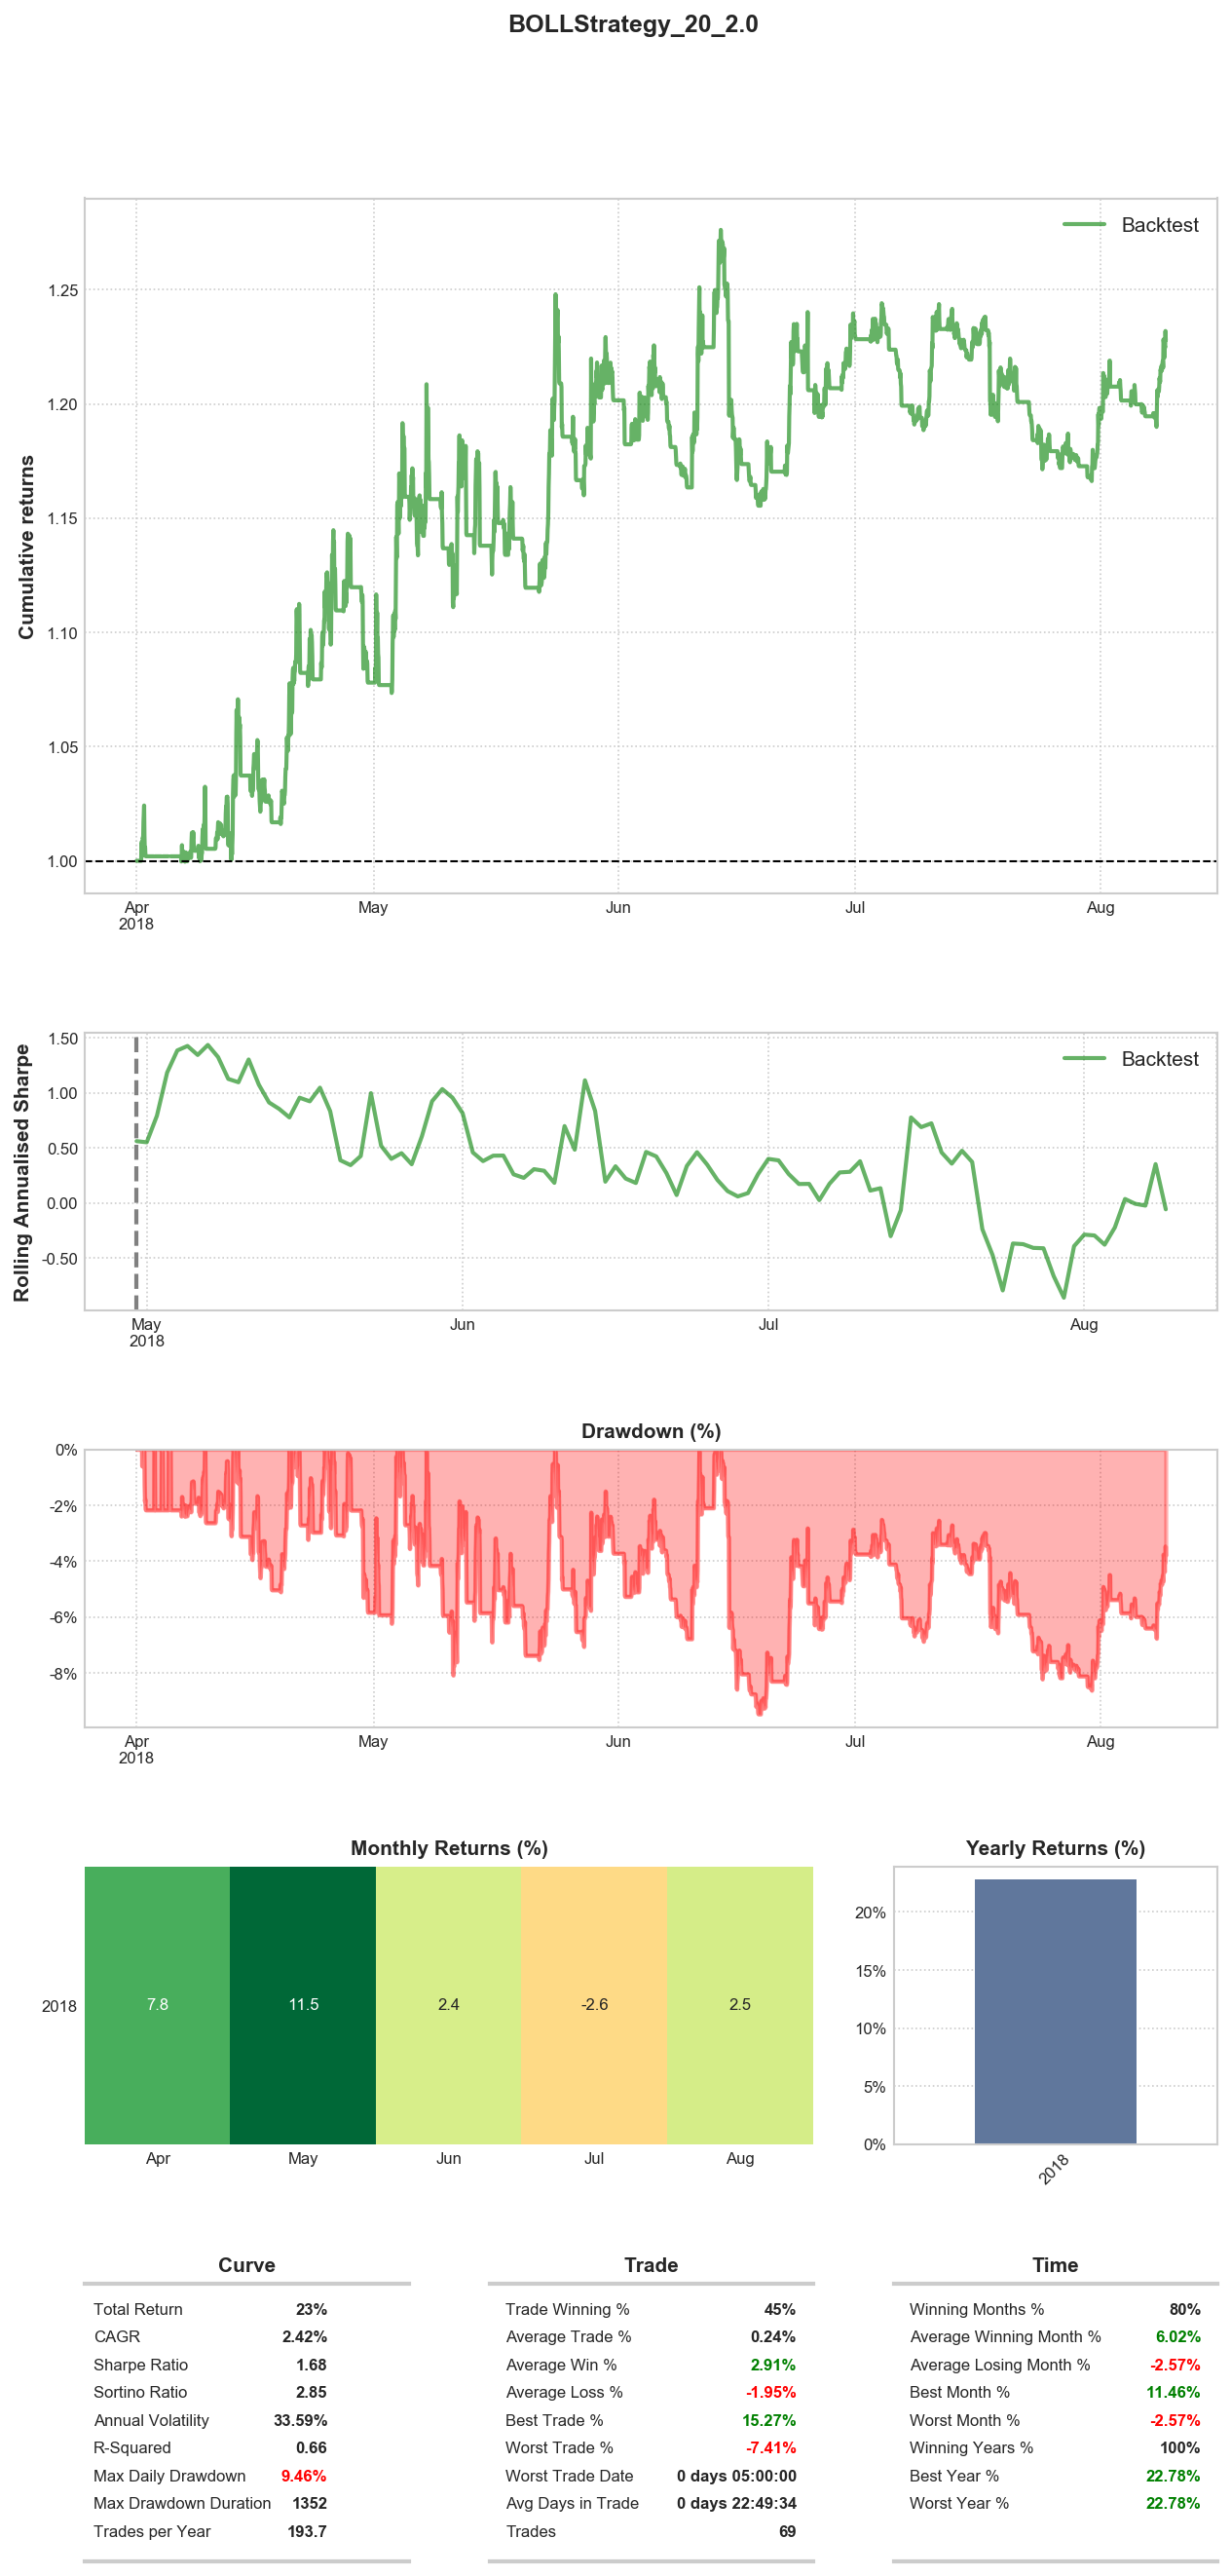 BOLLStrategy_20_2.0
Cumulative returns
Backtest
1.25
1.20
1.15
1.10
1.05
1.00
Apr May Jun Jul Aug
2018
Rolling Annualised Sharpe
Backtest
1.50
1.00
0.50
0.00
-0.50
May Jun Jul Aug
2018
Drawdown (%)
0%
-2%
-4%
-6%
-8%
Apr May Jun Jul Aug
2018
Monthly Returns (%)
2018 7.8 11.5 2.4 -2.6 2.5
Apr May Jun Jul Aug
Yearly Returns (%)
20%
15%
10%
5%
0%
2018
Curve
Total Return 23%
CAGR 2.42%
Sharpe Ratio 1.68
Sortino Ratio 2.85
Annual Volatility 33.59%
R-Squared 0.66
Max Daily Drawdown 9.46%
Max Drawdown Duration 1352
Trades per Year 193.7
Trade
Trade Winning % 45%
Average Trade % 0.24%
Average Win % 2.91%
Average Loss % -1.95%
Best Trade % 15.27%
Worst Trade % -7.41%
Worst Trade Date 0 days 05:00:00
Avg Days in Trade 0 days 22:49:34
Trades 69
Time
Winning Months % 80%
Average Winning Month % 6.02%
Average Losing Month % -2.57%
Best Month % 11.46%
Worst Month % -2.57%
Winning Years % 100%
Best Year % 22.78%
Worst Year % 22.78%